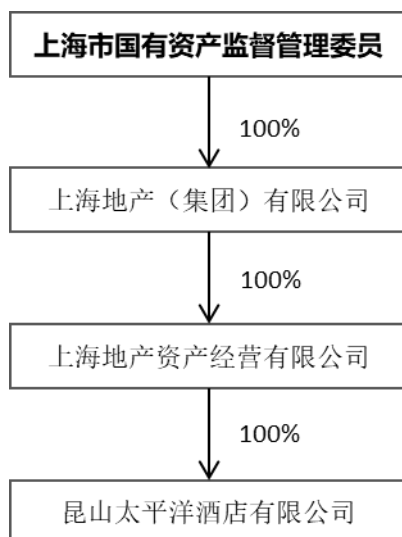 上海市国有资产监督管理委员
100%
上海地产（集团）有限公司
100%
上海地产资产经营有限公司
100%
昆山太平洋酒店有限公司